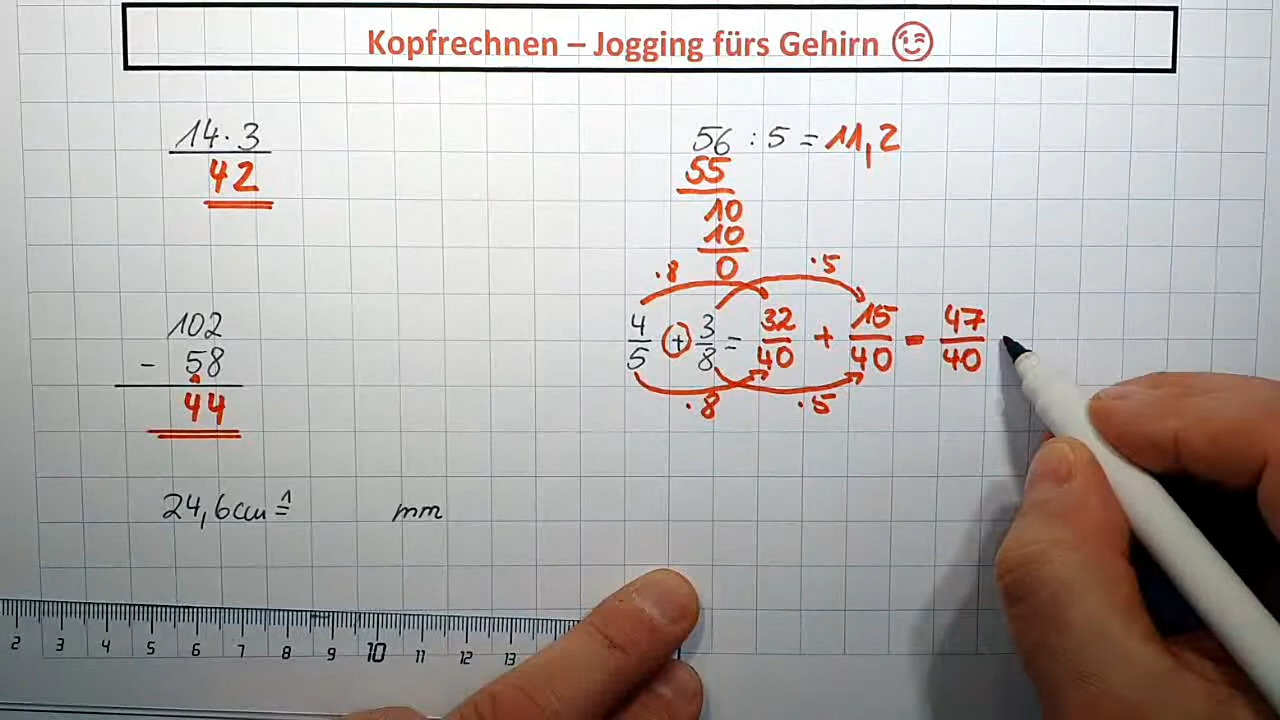 Kopfrechnen – Jogging fürs Gehirn 😉
14 · 3
42
56 : 5 = 11,2
55
10
10
0
·8 ·5
4/5 + 3/8 = 32/40 + 15/40 = 47/40
·8 ·5
102
- 58
44
24,6 cm ≙ mm
2 3 4 5 6 7 8 9 10 11 12 13